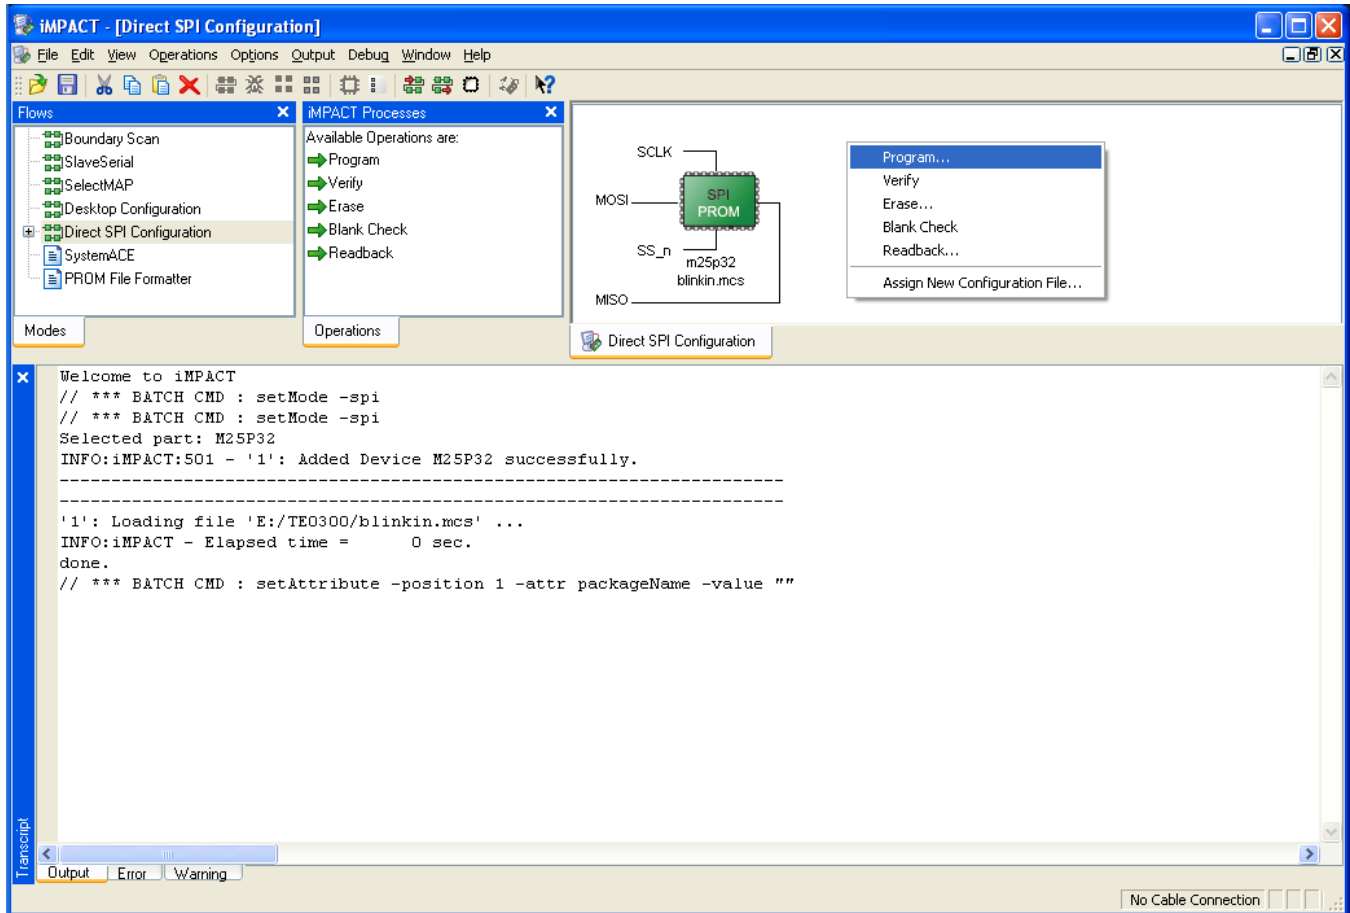 iMPACT - [Direct SPI Configuration]
File Edit View Operations Options Output Debug Window Help
Flows
Boundary Scan
SlaveSerial
SelectMAP
Desktop Configuration
Direct SPI Configuration
SystemACE
PROM File Formatter
Modes
iMPACT Processes
Available Operations are:
Program
Verify
Erase
Blank Check
Readback
Operations
SCLK
MOSI
SPI
PROM
SS_n
m25p32
blinkin.mcs
MISO
Program...
Verify
Erase...
Blank Check
Readback...
Assign New Configuration File...
Direct SPI Configuration
Welcome to iMPACT
// *** BATCH CMD : setMode -spi
// *** BATCH CMD : setMode -spi
Selected part: M25P32
INFO:iMPACT:501 - '1': Added Device M25P32 successfully.
----------------------------------------------------------------------
----------------------------------------------------------------------
'1': Loading file 'E:/TE0300/blinkin.mcs' ...
INFO:iMPACT - Elapsed time =      0 sec.
done.
// *** BATCH CMD : setAttribute -position 1 -attr packageName -value ""
Transcript
Output Error Warning
No Cable Connection